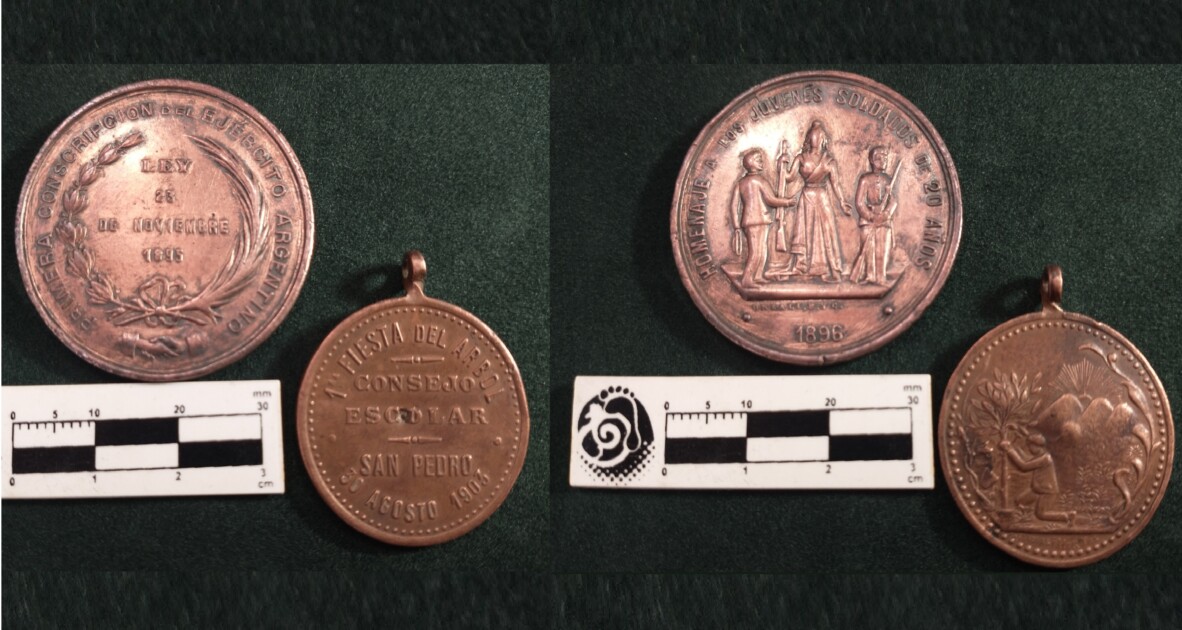 PRIMERA CONSCRIPCION DEL EJÉRCITO ARGENTINO
LEY
23
DE NOVIEMBRE
1895
1ª FIESTA DEL ARBOL
CONSEJO
ESCOLAR
SAN PEDRO
30 AGOSTO 1903
mm
0 5 10 20 30
0 1 2 3
cm
HOMENAJE A LOS JOVENES SOLDADOS DE 20 AÑOS
1896
mm
0 5 10 20 30
0 1 2 3
cm